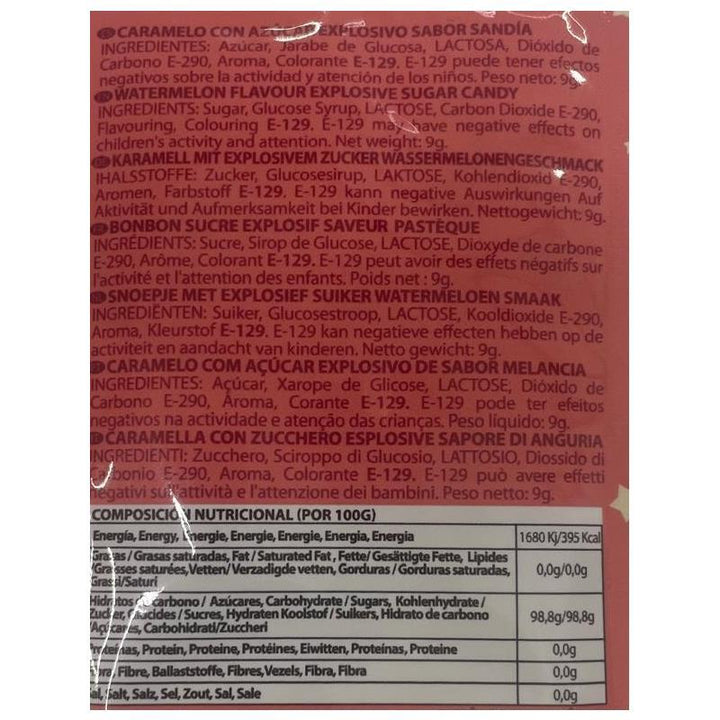 CARAMELO CON AZÚCAR EXPLOSIVO SABOR SANDÍA
INGREDIENTES: Azúcar, Jarabe de Glucosa, LACTOSA, Dióxido de
Carbono E-290, Aroma, Colorante E-129. E-129 puede tener efectos
negativos sobre la actividad y atención de los niños. Peso neto: 9g.
EN WATERMELON FLAVOUR EXPLOSIVE SUGAR CANDY
INGREDIENTS: Sugar, Glucose Syrup, LACTOSE, Carbon Dioxide E-290,
Flavouring, Colouring E-129. E-129 may have negative effects on
children's activity and attention. Net weight: 9g.
KARAMELL MIT EXPLOSIVEM ZUCKER WASSERMELONENGESCHMACK
IHALSSTOFFE: Zucker, Glucosesirup, LAKTOSE, Kohlendioxid E-290,
Aromen, Farbstoff E-129. E-129 kann negative Auswirkungen Auf
Aktivität und Aufmerksamkeit bei Kinder bewirken. Nettogewicht: 9g.
BONBON SUCRE EXPLOSIF SAVEUR PASTÈQUE
INGRÉDIENTS: Sucre, Sirop de Glucose, LACTOSE, Dioxyde de carbone
E-290, Arôme, Colorant E-129. E-129 peut avoir des effets négatifs sur
l'activité et l'attention des enfants. Poids net : 9g.
SNOEPJE MET EXPLOSIEF SUIKER WATERMELOEN SMAAK
INGREDIËNTEN: Suiker, Glucosestroop, LACTOSE, Kooldioxide E-290,
Aroma, Kleurstof E-129. E-129 kan negatieve effecten hebben op de
activiteit en aandacht van kinderen. Netto gewicht: 9g.
CARAMELO COM AÇÚCAR EXPLOSIVO DE SABOR MELANCIA
INGREDIENTES: Açúcar, Xarope de Glicose, LACTOSE, Dióxido de
Carbono E-290, Aroma, Corante E-129. E-129 pode ter efeitos
negativos na actividade e atenção das crianças. Peso líquido: 9g.
CARAMELLA CON ZUCCHERO ESPLOSIVE SAPORE DI ANGURIA
INGREDIENTI: Zucchero, Sciroppo di Glucosio, LATTOSIO, Diossido di
Carbonio E-290, Aroma, Colorante E-129. E-129 può avere effetti
negativi sull'attività e l'attenzione dei bambini. Peso netto: 9g.
COMPOSICIÓN NUTRICIONAL (POR 100G)
Energía, Energy, Energie, Energie, Energie, Energia, Energia 1680 Kj/395 Kcal
Grasas / Grasas saturadas, Fat / Saturated Fat, Fette/ Gesättigte Fette, Lipides
/Graisses saturées, Vetten/ Verzadigde vetten, Gorduras / Gorduras saturadas, 0,0g/0,0g
Grassi/Saturi
Hidratos de carbono / Azúcares, Carbohydrate / Sugars, Kohlenhydrate /
Zucker, Glucides / Sucres, Hydraten Koolstof / Suikers, Hidrato de carbono 98,8g/98,8g
/Açúcares, Carbohidrati/Zuccheri
Proteínas, Protein, Proteine, Protéines, Eiwitten, Proteínas, Proteine 0,0g
Fibra, Fibre, Ballaststoffe, Fibres, Vezels, Fibra, Fibra 0,0g
Sal, Salt, Salz, Sel, Zout, Sal, Sale 0,0g